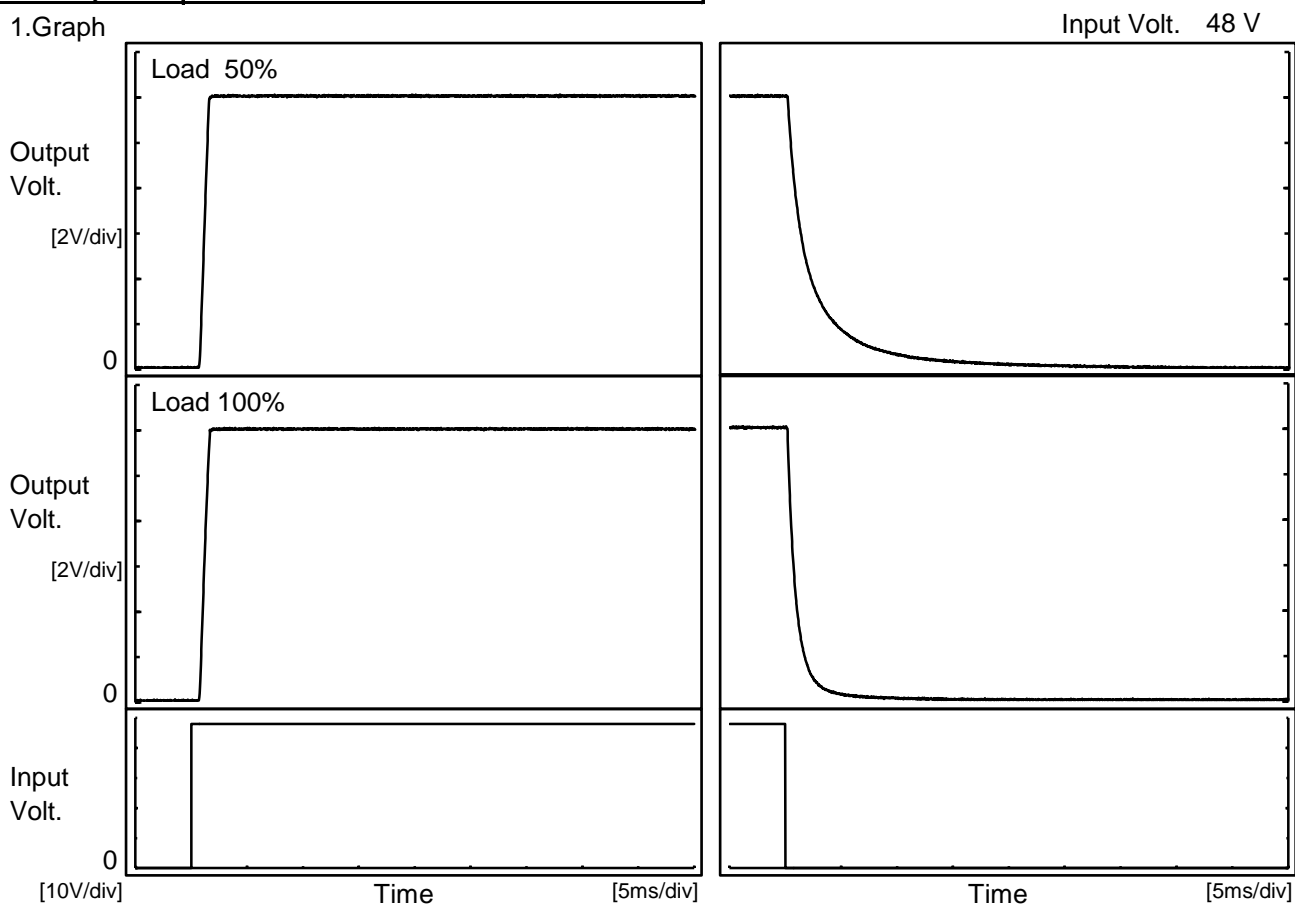 1.Graph
Input Volt. 48 V
Load 50%
Output
Volt.
[2V/div]
0
Load 100%
Output
Volt.
[2V/div]
0
Input
Volt.
0
[10V/div]
Time
[5ms/div]
Time
[5ms/div]